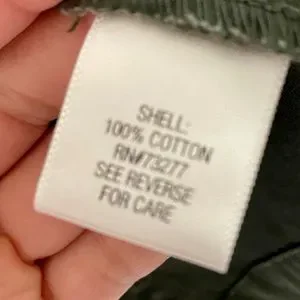 SHELL:
100% COTTON
RN#73277
SEE REVERSE
FOR CARE